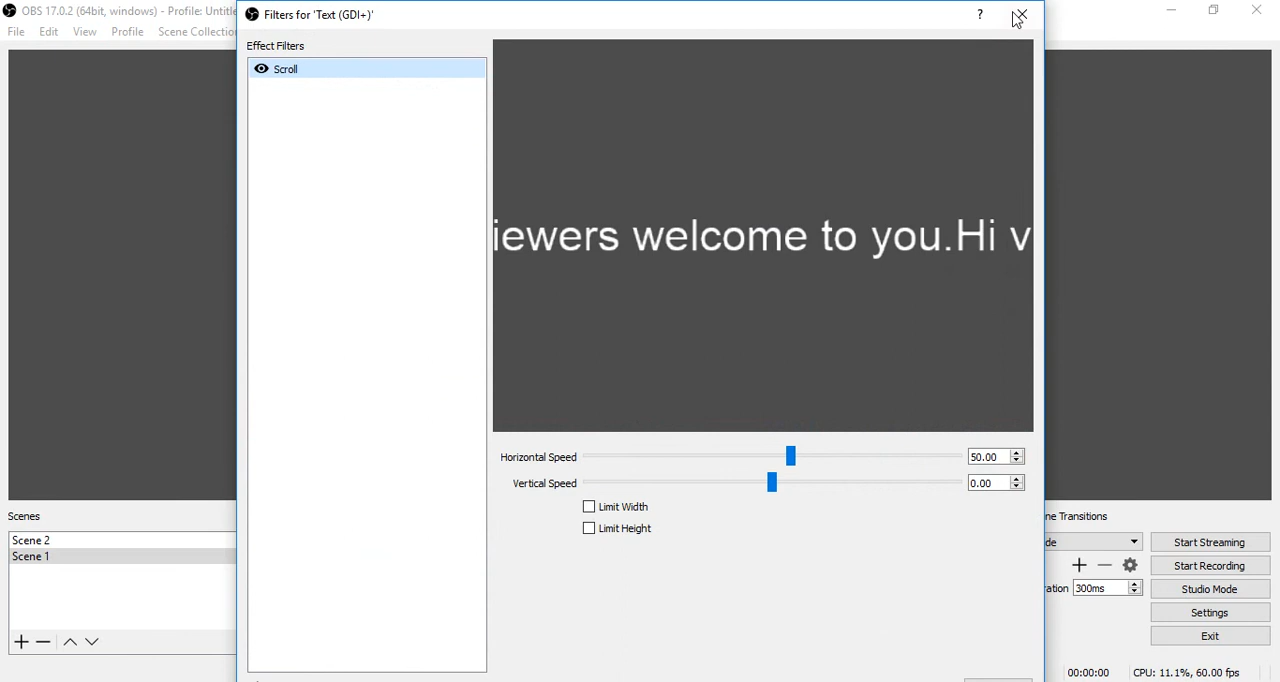 OBS 17.0.2 (64bit, windows) - Profile:
Filters for 'Text (GDI+)'
?
File Edit View Profile Scene Collection
Effect Filters
Scroll
iewers welcome to you.Hi v
Horizontal Speed 50.00
Vertical Speed 0.00
Limit Width
Limit Height
Scenes
Scene 2
Scene 1
ne Transitions
de
ration 300ms
Start Streaming
Start Recording
Studio Mode
Settings
Exit
00:00:00 CPU: 11.1%, 60.00 fps